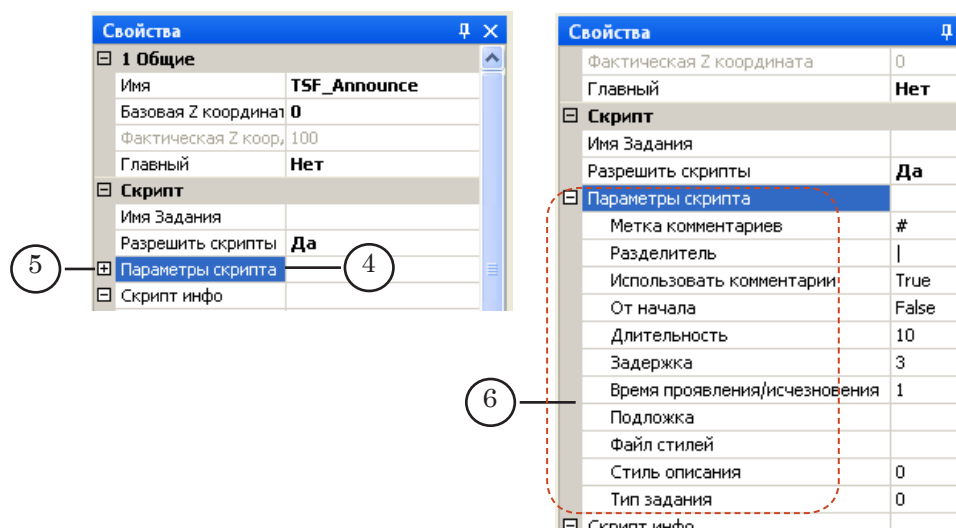 Свойства
1 Общие
Имя TSF_Announce
Базовая Z координат 0
Фактическая Z коор, 100
Главный Нет
Скрипт
Имя Задания
Разрешить скрипты Да
5 Параметры скрипта 4
Скрипт инфо
Свойства
Фактическая Z координата 0
Главный Нет
Скрипт
Имя Задания
Разрешить скрипты Да
Параметры скрипта
Метка комментариев #
Разделитель |
Использовать комментарии True
От начала False
Длительность 10
Задержка 3
6 Время проявления/исчезновения 1
Подложка
Файл стилей
Стиль описания 0
Тип задания 0
Скрипт инфо